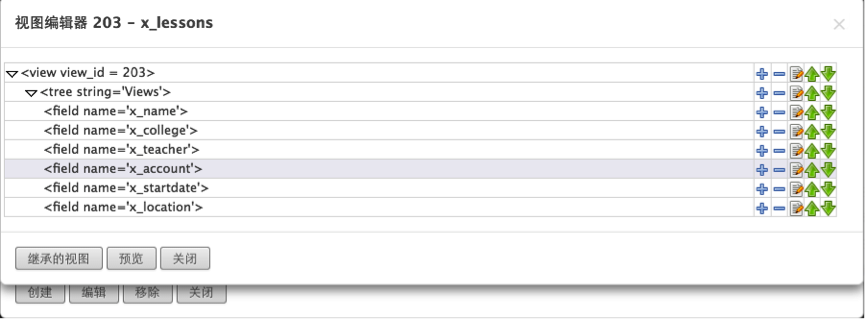 视图编辑器 203 - x_lessons
<view view_id = 203>
<tree string='Views'>
<field name='x_name'>
<field name='x_college'>
<field name='x_teacher'>
<field name='x_account'>
<field name='x_startdate'>
<field name='x_location'>
继承的视图 预览 关闭
创建 编辑 移除 关闭